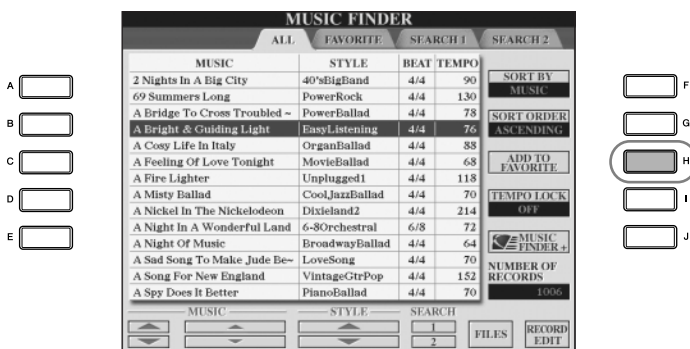 MUSIC FINDER
ALL FAVORITE SEARCH 1 SEARCH 2
MUSIC STYLE BEAT TEMPO
2 Nights In A Big City 40'sBigBand 4/4 90
69 Summers Long PowerRock 4/4 130
A Bridge To Cross Troubled ~ PowerBallad 4/4 78
A Bright & Guiding Light EasyListening 4/4 76
A Cosy Life In Italy OrganBallad 4/4 88
A Feeling Of Love Tonight MovieBallad 4/4 68
A Fire Lighter Unplugged1 4/4 118
A Misty Ballad CoolJazzBallad 4/4 70
A Nickel In The Nickelodeon Dixieland2 4/4 214
A Night In A Wonderful Land 6-8Orchestral 6/8 72
A Night Of Music BroadwayBallad 4/4 64
A Sad Song To Make Jude Be~ LoveSong 4/4 70
A Song For New England VintageGtrPop 4/4 152
A Spy Does It Better PianoBallad 4/4 70
SORT BY
MUSIC
SORT ORDER
ASCENDING
ADD TO
FAVORITE
TEMPO LOCK
OFF
MUSIC
FINDER +
NUMBER OF
RECORDS
1006
MUSIC STYLE SEARCH
1
2
FILES
RECORD
EDIT
A
B
C
D
E
F
G
H
I
J